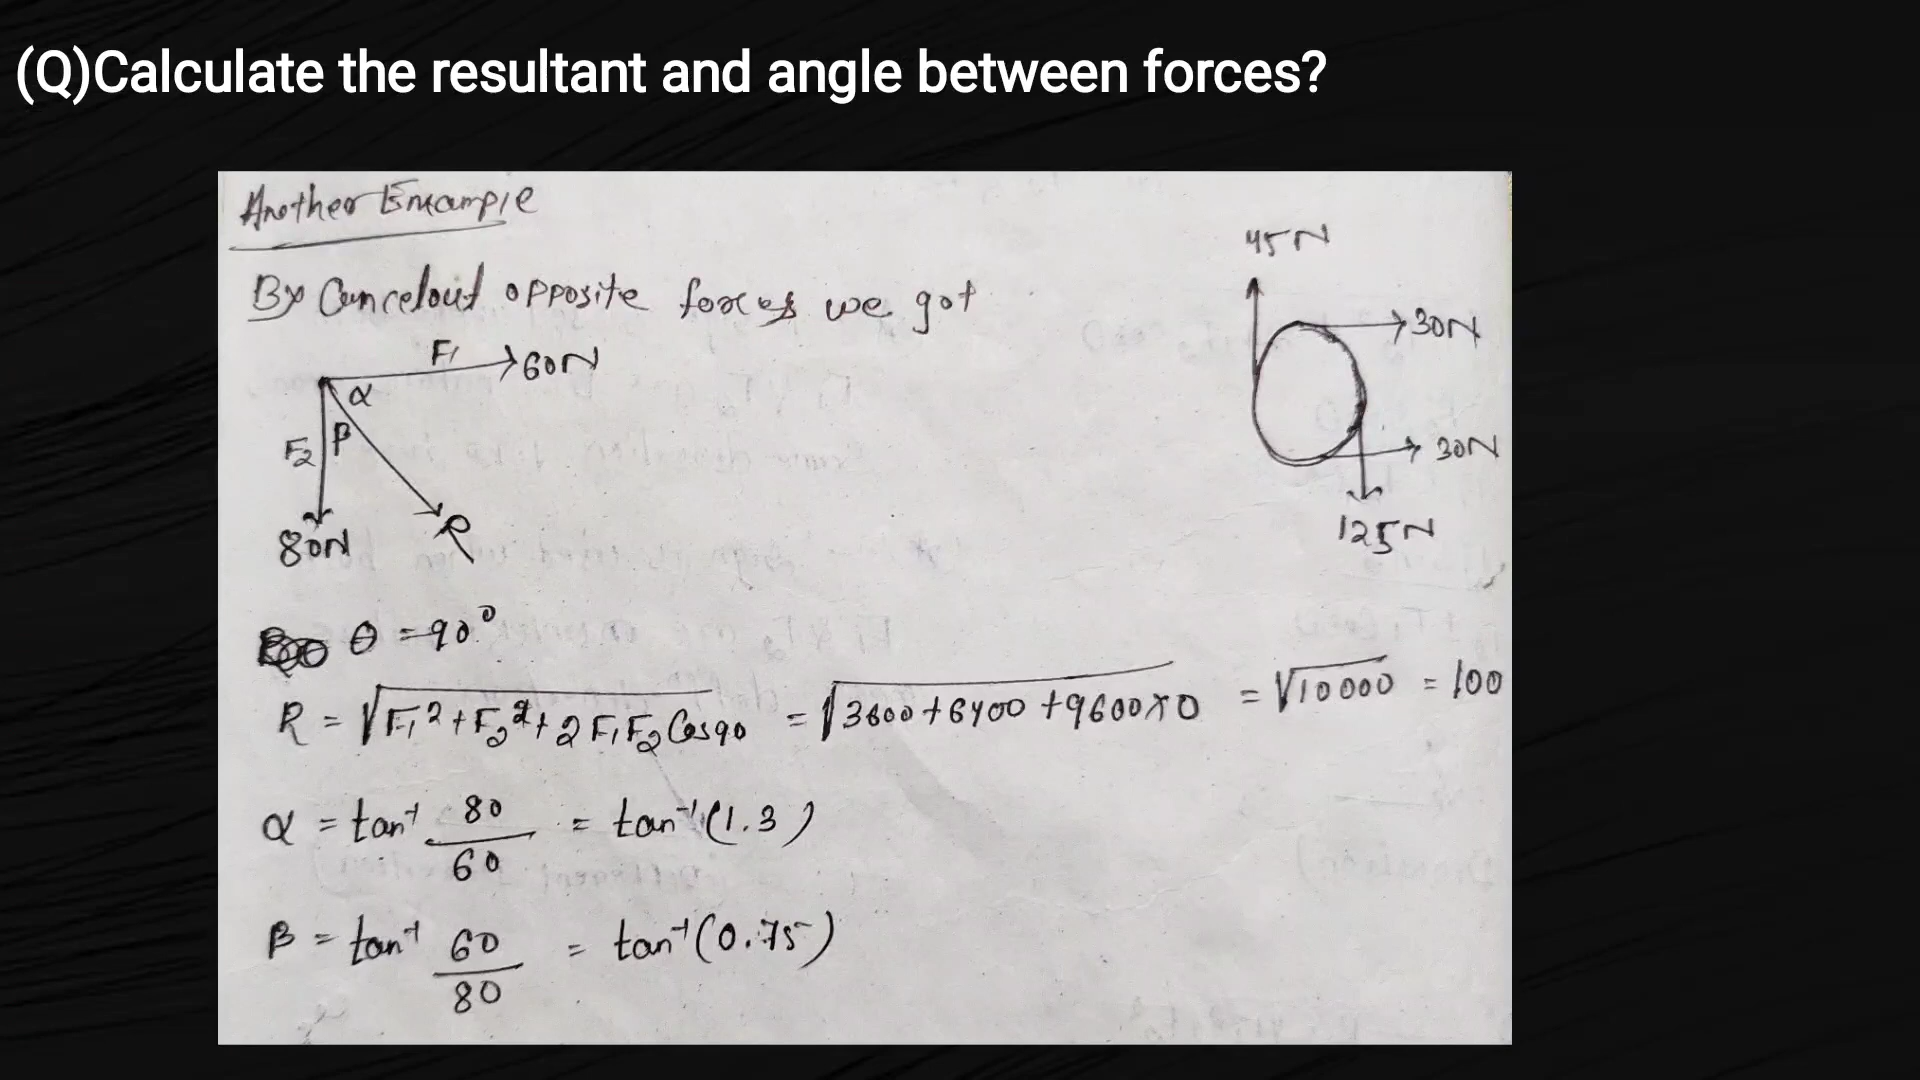 (Q)Calculate the resultant and angle between forces?
Another Example
By Cancelout opposite forces we got
45N
30N
30N
125N
F1
60N
α
β
F2
80N
R
θ = 90°
R = √F1² + F2² + 2F1F2 Cos90 = √3600 + 6400 + 9600×0 = √10000 = 100
α = tan⁻¹ 80/60 = tan⁻¹(1.3)
β = tan⁻¹ 60/80 = tan⁻¹(0.75)